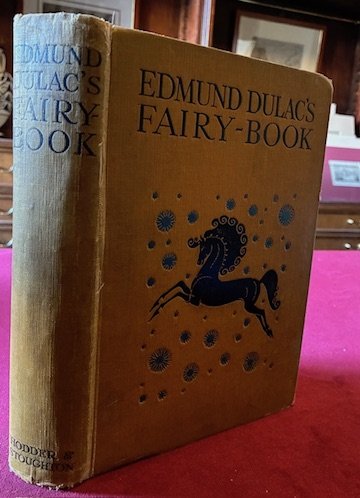 EDMUND
DULAC'S
FAIRY-
BOOK
HODDER &
STOUGHTON
EDMUND DULAC'S
FAIRY-BOOK